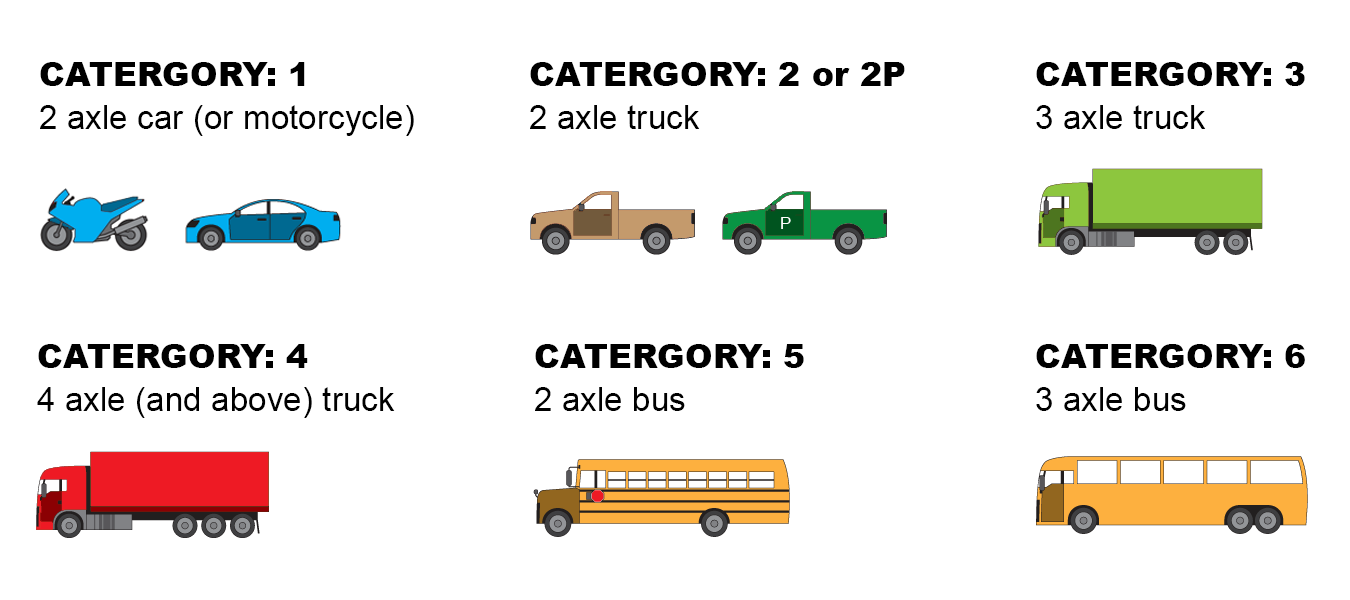 CATERGORY: 1
2 axle car (or motorcycle)
CATERGORY: 2 or 2P
2 axle truck
P
CATERGORY: 3
3 axle truck
CATERGORY: 4
4 axle (and above) truck
CATERGORY: 5
2 axle bus
CATERGORY: 6
3 axle bus